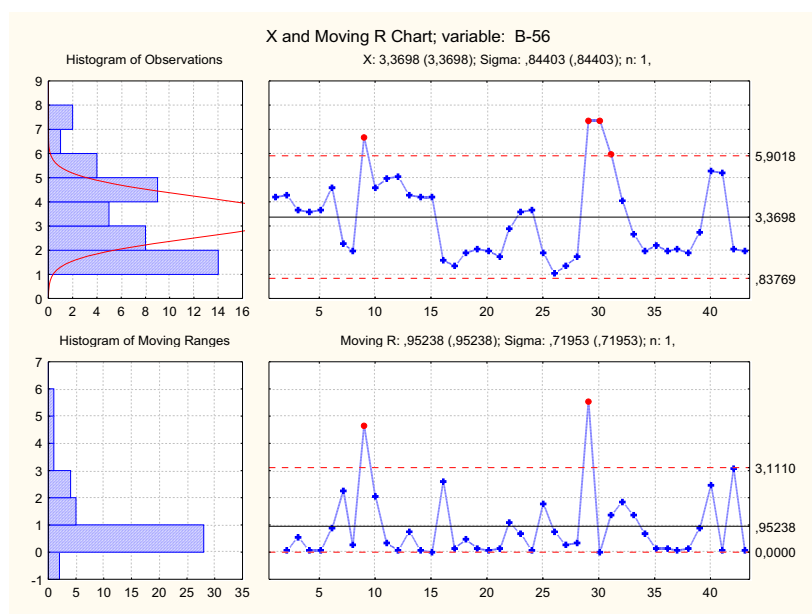 X and Moving R Chart; variable: B-56
Histogram of Observations
X: 3,3698 (3,3698); Sigma: ,84403 (,84403); n: 1,
9
8
7
6
5
4
3
2
1
0
0 2 4 6 8 10 12 14 16
5 10 15 20 25 30 35 40
5,9018
3,3698
,83769
Histogram of Moving Ranges
Moving R: ,95238 (,95238); Sigma: ,71953 (,71953); n: 1,
7
6
5
4
3
2
1
0
-1
0 5 10 15 20 25 30 35
5 10 15 20 25 30 35 40
3,1110
,95238
0,0000